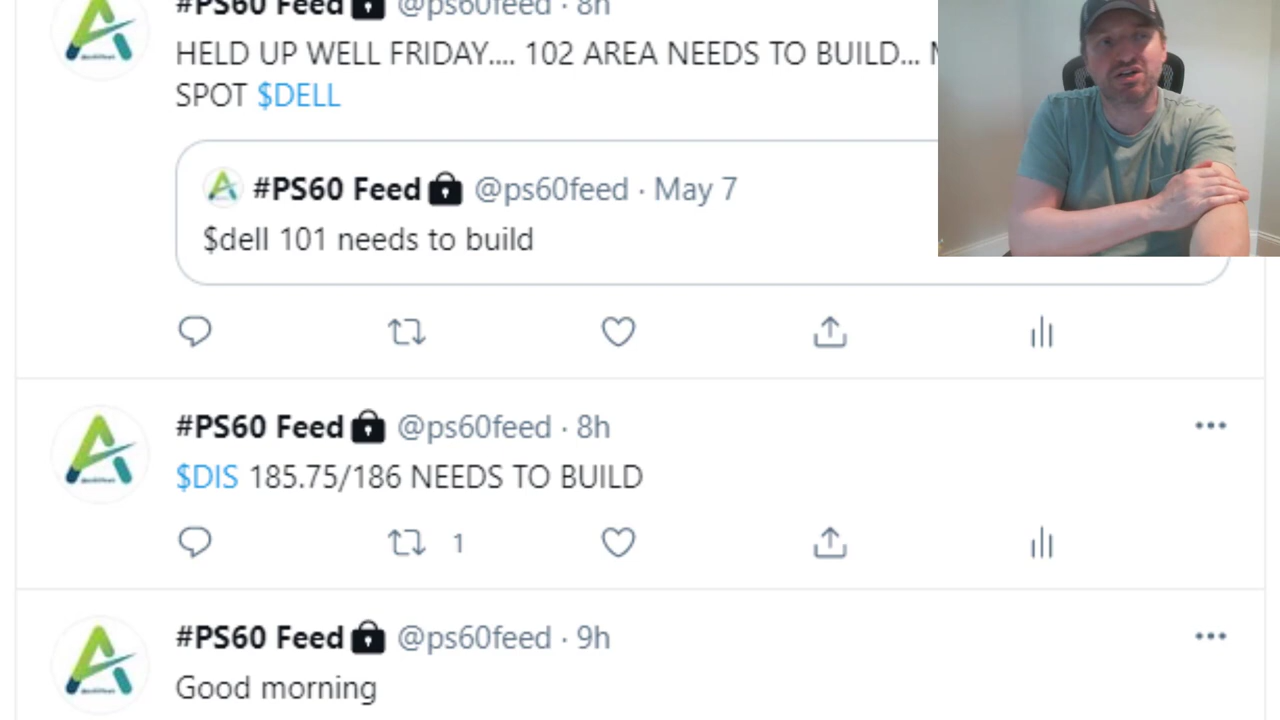 #PS60 Feed @ps60feed · 8h
HELD UP WELL FRIDAY.... 102 AREA NEEDS TO BUILD...
SPOT $DELL
#PS60 Feed @ps60feed · May 7
$dell 101 needs to build
#PS60 Feed @ps60feed · 8h
$DIS 185.75/186 NEEDS TO BUILD
1
#PS60 Feed @ps60feed · 9h
Good morning